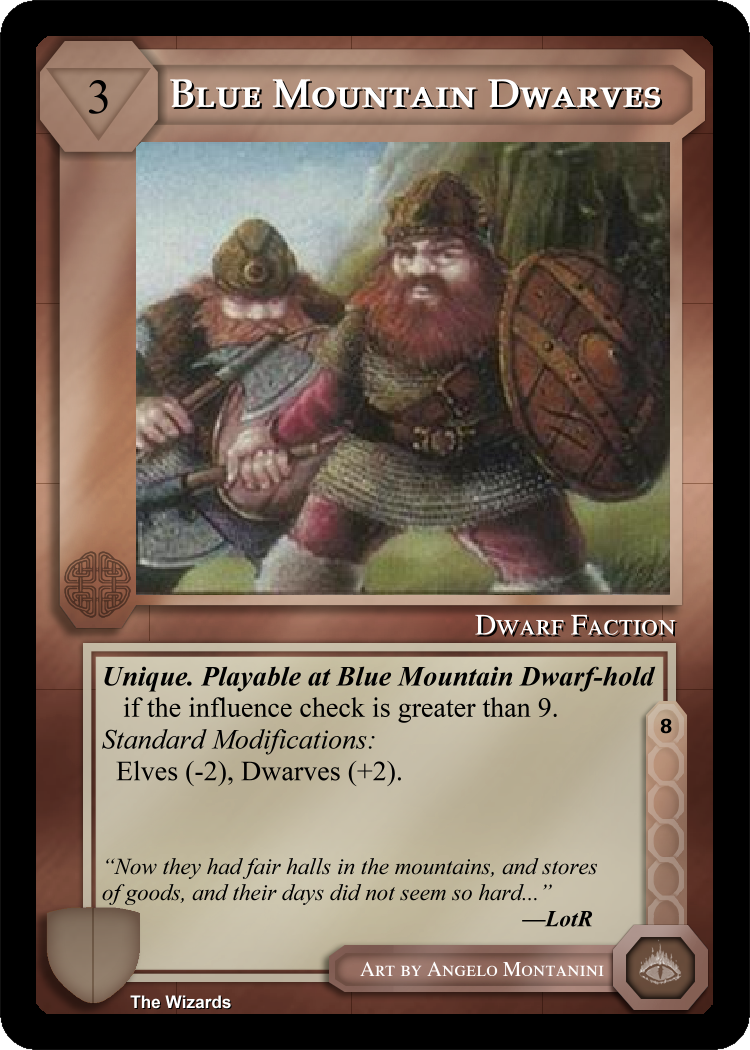 3
Blue Mountain Dwarves
Dwarf Faction
Unique. Playable at Blue Mountain Dwarf-hold
if the influence check is greater than 9.
Standard Modifications:
Elves (-2), Dwarves (+2).
8
“Now they had fair halls in the mountains, and stores
of goods, and their days did not seem so hard...”
—LotR
Art by Angelo Montanini
The Wizards